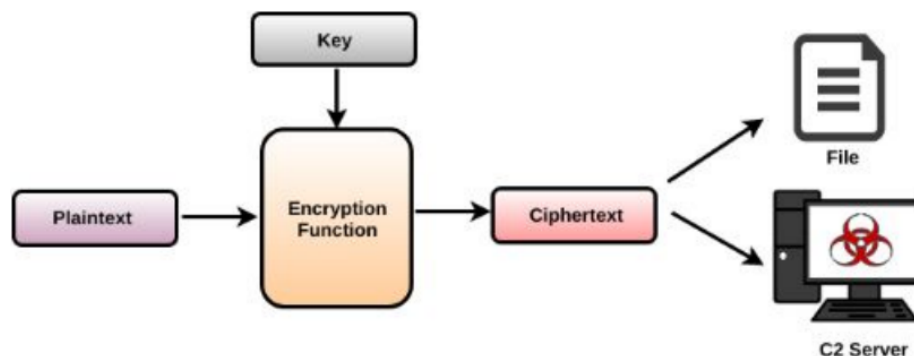 Key
File
Plaintext
Encryption
Function
Ciphertext
C2 Server